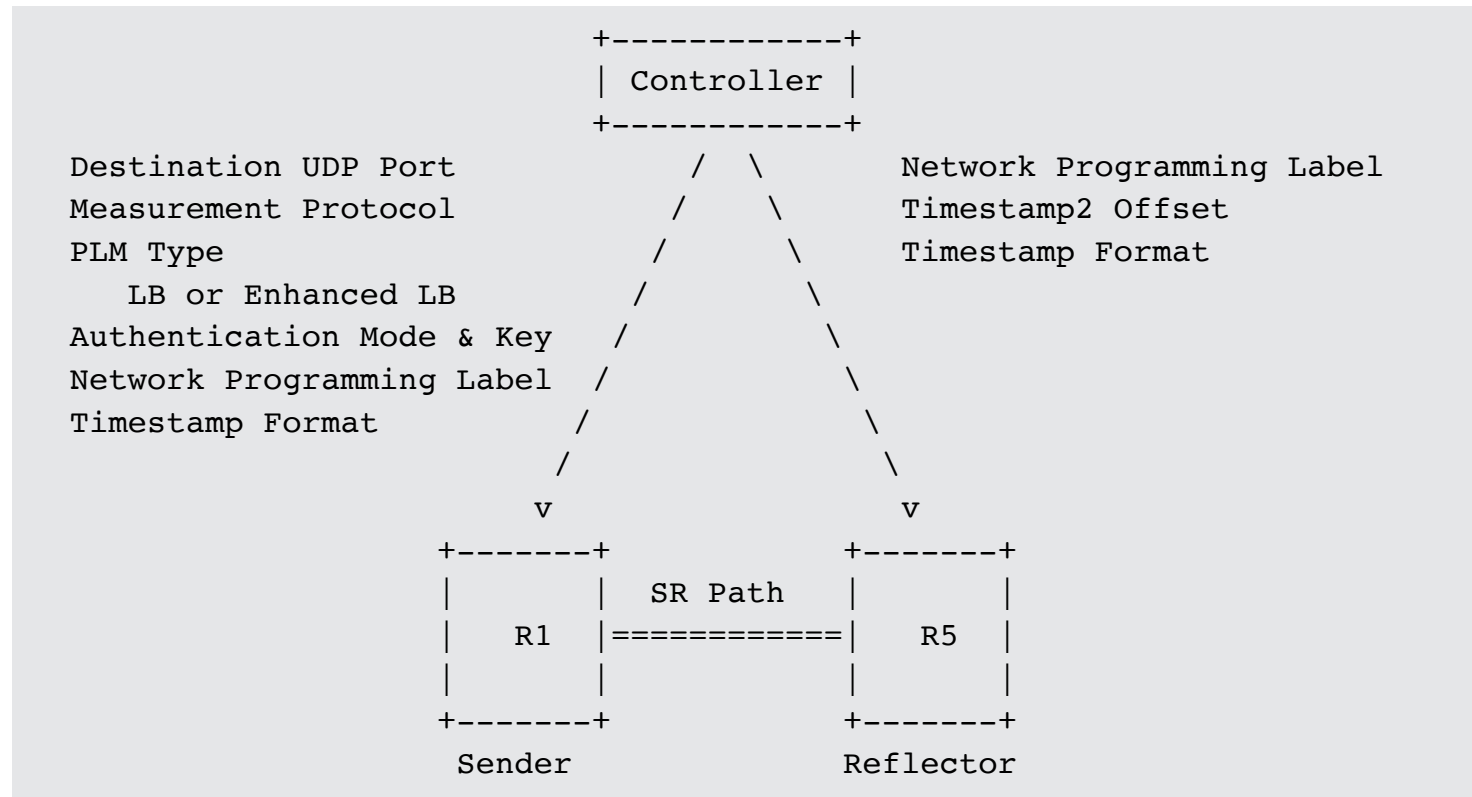 Controller
Destination UDP Port
Measurement Protocol
PLM Type
LB or Enhanced LB
Authentication Mode & Key
Network Programming Label
Timestamp Format
Network Programming Label
Timestamp2 Offset
Timestamp Format
v v
SR Path
R1 |============| R5
Sender Reflector